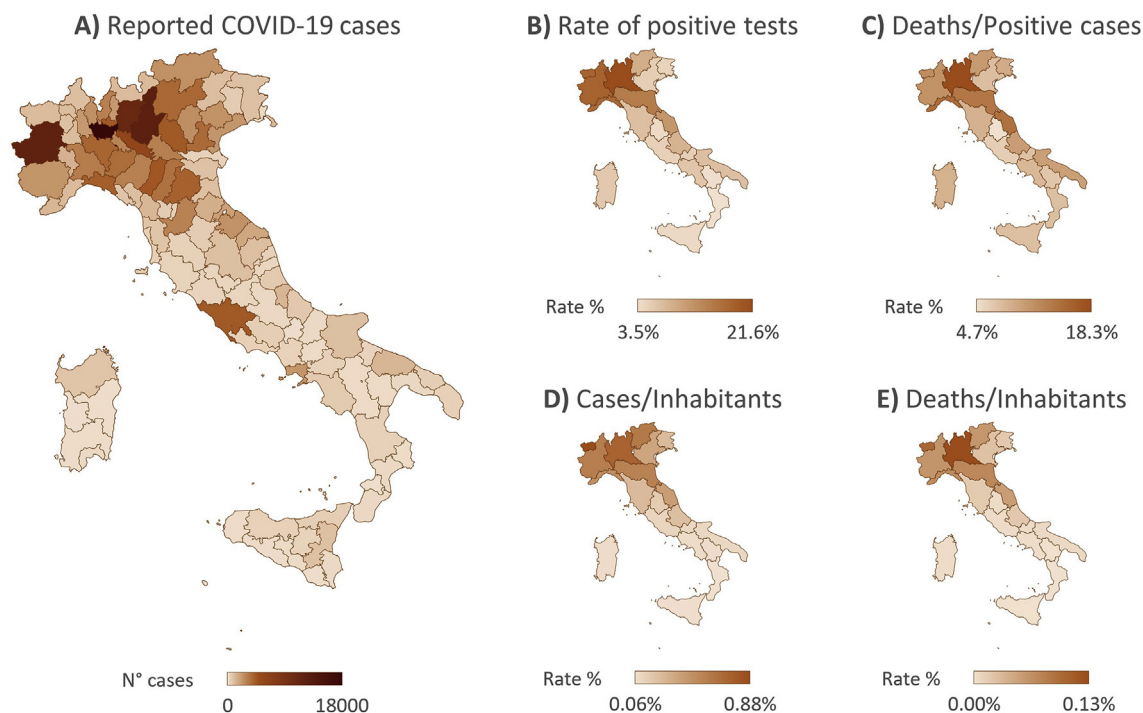 A) Reported COVID-19 cases
B) Rate of positive tests
C) Deaths/Positive cases
Rate %
3.5% 21.6%
Rate %
4.7% 18.3%
D) Cases/Inhabitants
E) Deaths/Inhabitants
N° cases
0 18000
Rate %
0.06% 0.88%
Rate %
0.00% 0.13%